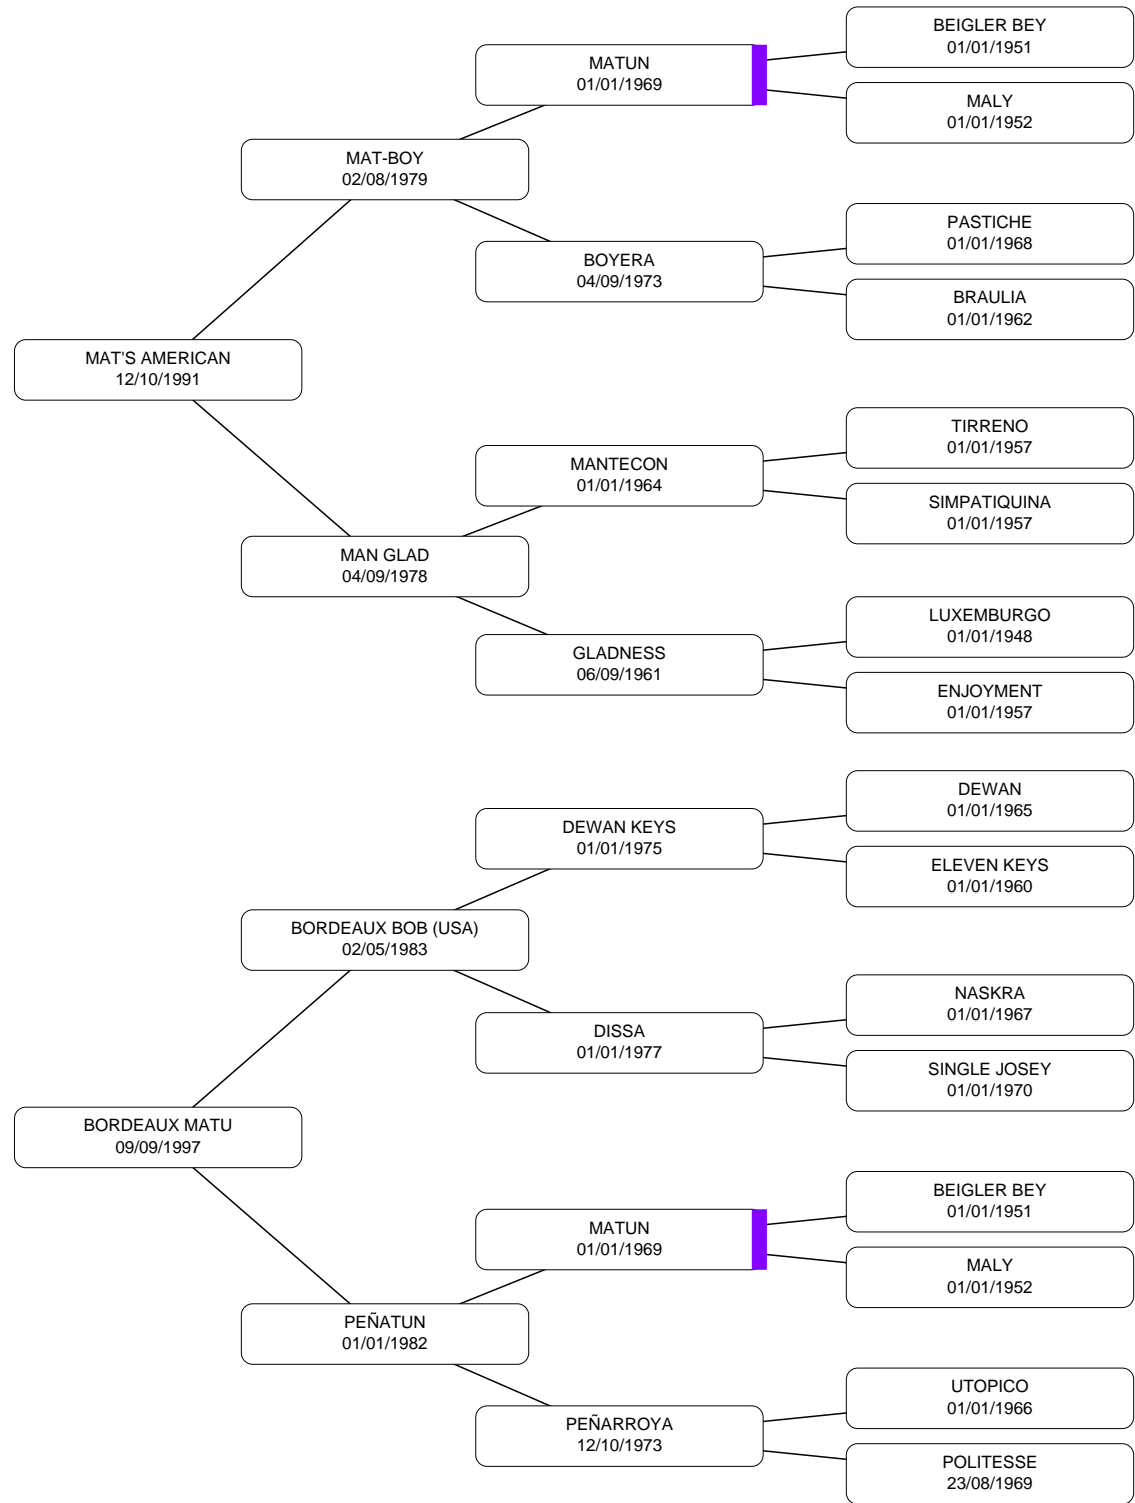 BEIGLER BEY
01/01/1951
MATUN
01/01/1969
MALY
01/01/1952
MAT-BOY
02/08/1979
PASTICHE
01/01/1968
BOYERA
04/09/1973
BRAULIA
01/01/1962
MAT'S AMERICAN
12/10/1991
TIRRENO
01/01/1957
MANTECON
01/01/1964
SIMPATIQUINA
01/01/1957
MAN GLAD
04/09/1978
LUXEMBURGO
01/01/1948
GLADNESS
06/09/1961
ENJOYMENT
01/01/1957
DEWAN
01/01/1965
DEWAN KEYS
01/01/1975
ELEVEN KEYS
01/01/1960
BORDEAUX BOB (USA)
02/05/1983
NASKRA
01/01/1967
DISSA
01/01/1977
SINGLE JOSEY
01/01/1970
BORDEAUX MATU
09/09/1997
BEIGLER BEY
01/01/1951
MATUN
01/01/1969
MALY
01/01/1952
PEÑATUN
01/01/1982
UTOPICO
01/01/1966
PEÑARROYA
12/10/1973
POLITESSE
23/08/1969